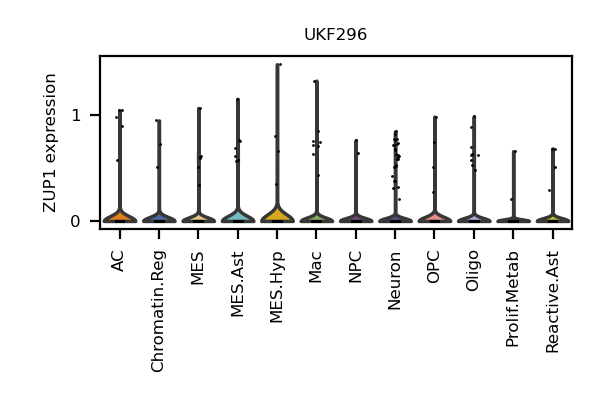 UKF296
ZUP1 expression
1
0
AC
Chromatin.Reg
MES
MES.Ast
MES.Hyp
Mac
NPC
Neuron
OPC
Oligo
Prolif.Metab
Reactive.Ast